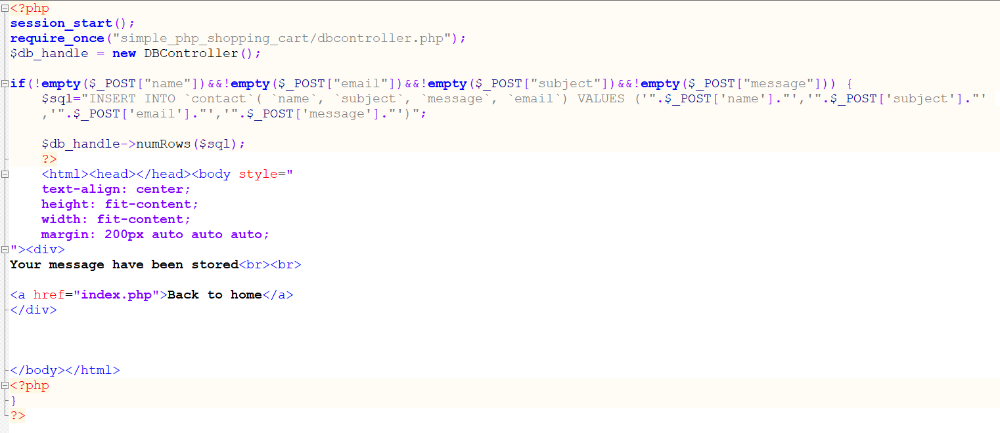 <?php
session_start();
require_once("simple_php_shopping_cart/dbcontroller.php");
$db_handle = new DBController();
if(!empty($_POST["name"])&&!empty($_POST["email"])&&!empty($_POST["subject"])&&!empty($_POST["message"])) {
$sql="INSERT INTO `contact`( `name`, `subject`, `message`, `email`) VALUES ('".$_POST['name']."','".$_POST['subject']."'
,'".$_POST['email']."','".$_POST['message']."')";
$db_handle->numRows($sql);
?>
<html><head></head><body style="
text-align: center;
height: fit-content;
width: fit-content;
margin: 200px auto auto auto;
"><div>
Your message have been stored<br><br>
<a href="index.php">Back to home</a>
</div>
</body></html>
<?php
}
?>